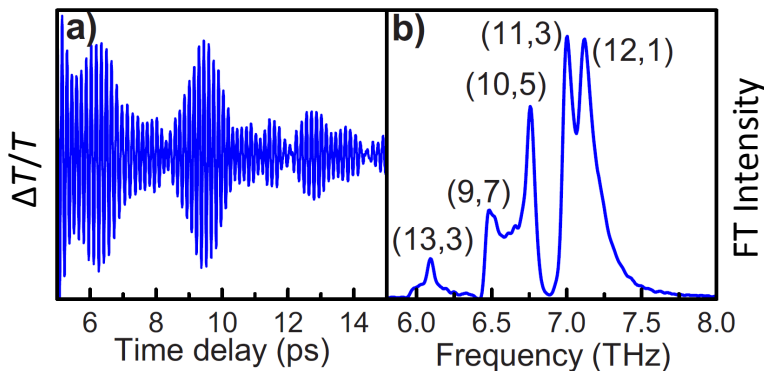 a)
ΔT/T
6 8 10 12 14
Time delay (ps)
b)
(11,3)
(12,1)
(10,5)
(9,7)
(13,3)
FT Intensity
6.0 6.5 7.0 7.5 8.0
Frequency (THz)